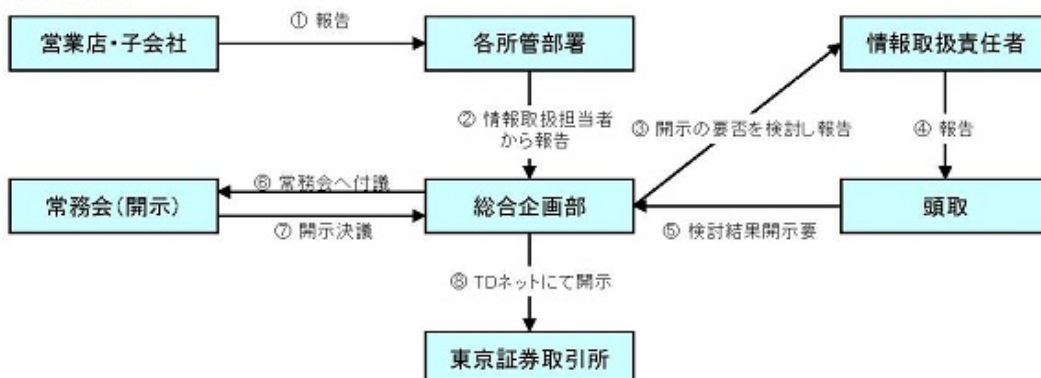 ① 報告
営業店・子会社
各所管部署
情報取扱責任者
② 情報取扱担当者
から報告
③ 開示の要否を検討し報告
④ 報告
⑥ 常務会へ付議
常務会(開示)
総合企画部
頭取
⑦ 開示決議
⑤ 検討結果開示要
⑧ TDネットにて開示
東京証券取引所